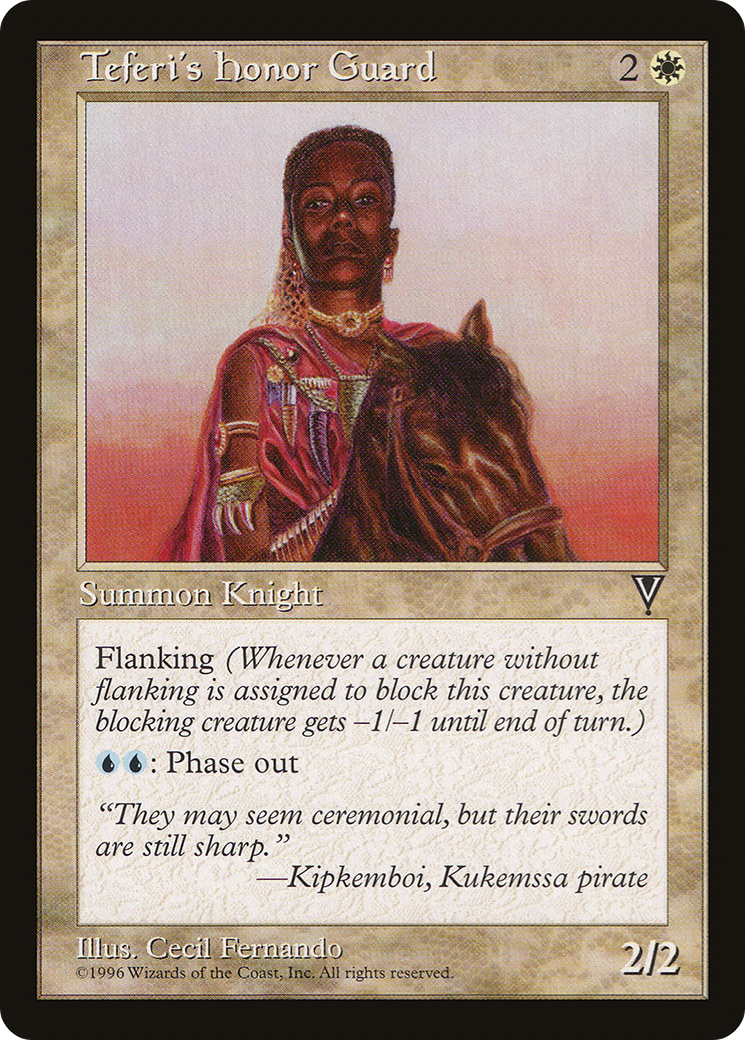 Teferi's Honor Guard 2
Summon Knight
Flanking (Whenever a creature without
flanking is assigned to block this creature, the
blocking creature gets –1/–1 until end of turn.)
: Phase out
“They may seem ceremonial, but their swords
are still sharp.”
—Kipkemboi, Kukemssa pirate
Illus. Cecil Fernando
©1996 Wizards of the Coast, Inc. All rights reserved.
2/2